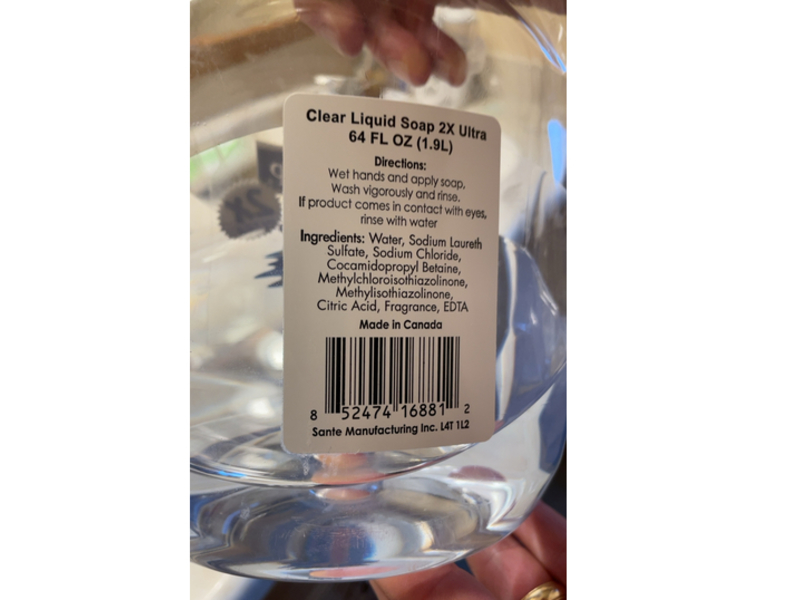 Clear Liquid Soap 2X Ultra
64 FL OZ (1.9L)
Directions:
Wet hands and apply soap,
Wash vigorously and rinse.
If product comes in contact with eyes,
rinse with water
Ingredients: Water, Sodium Laureth
Sulfate, Sodium Chloride,
Cocamidopropyl Betaine,
Methylchloroisothiazolinone,
Methylisothiazolinone,
Citric Acid, Fragrance, EDTA
Made in Canada
8 52474 16881 2
Sante Manufacturing Inc. L4T 1L2
2X